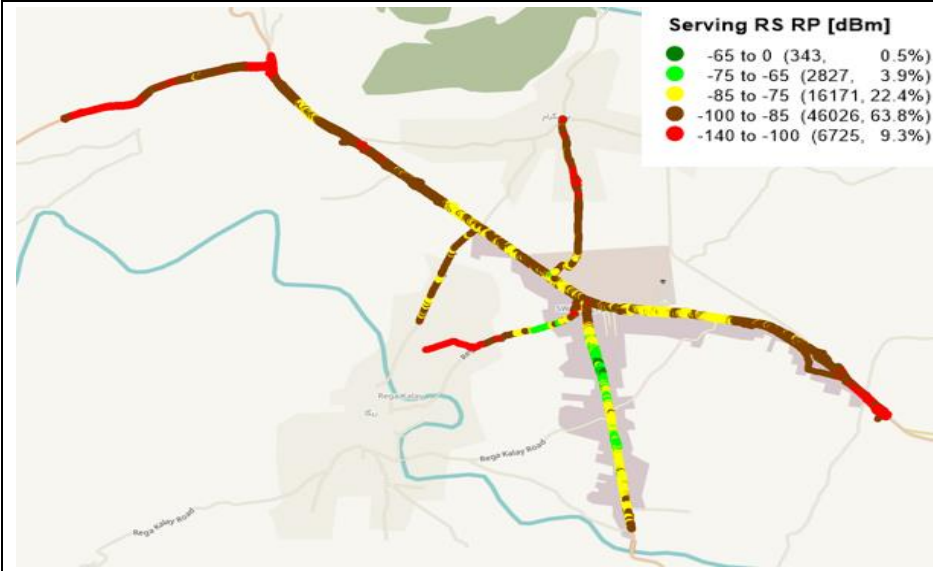 Serving RS RP [dBm]
-65 to 0 (343, 0.5%)
-75 to -65 (2827, 3.9%)
-85 to -75 (16171, 22.4%)
-100 to -85 (46026, 63.8%)
-140 to -100 (6725, 9.3%)
Rega Kalay
Rega Kalay Road
Rega Kalay Road